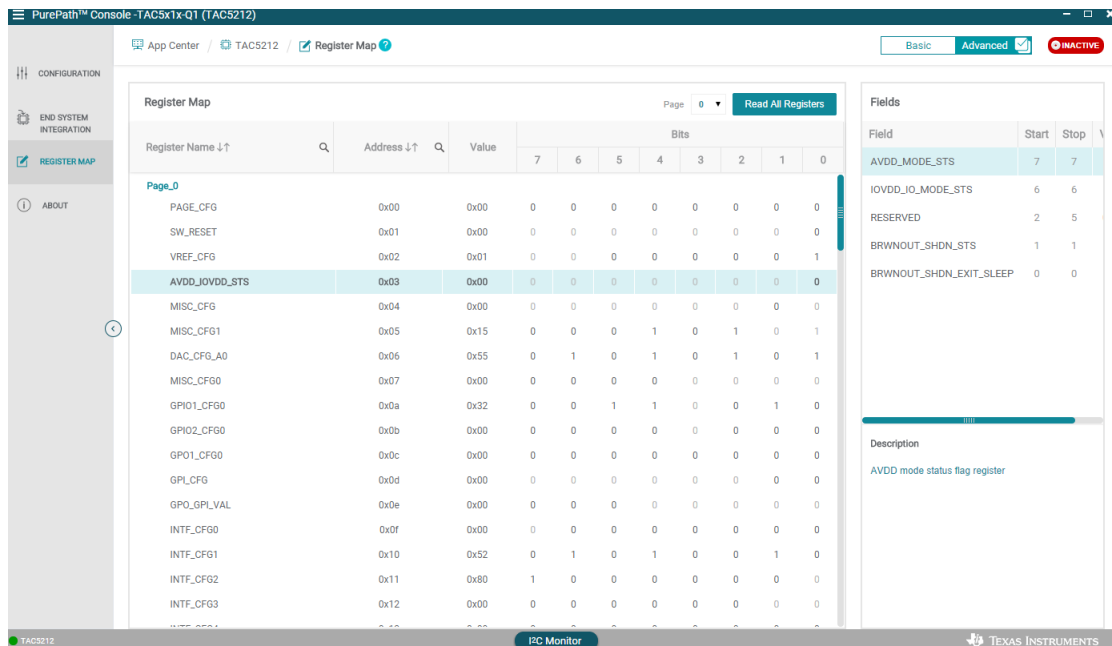 PurePath™ Console -TAC5x1x-Q1 (TAC5212)
App Center / TAC5212 / Register Map ?
Basic Advanced INACTIVE
CONFIGURATION
END SYSTEM
INTEGRATION
REGISTER MAP
ABOUT
Register Map Page 0 Read All Registers
Register Name Address Value Bits
7 6 5 4 3 2 1 0
Page_0
PAGE_CFG 0x00 0x00 0 0 0 0 0 0 0 0
SW_RESET 0x01 0x00 0 0 0 0 0 0 0 0
VREF_CFG 0x02 0x01 0 0 0 0 0 0 0 1
AVDD_IOVDD_STS 0x03 0x00 0 0 0 0 0 0 0 0
MISC_CFG 0x04 0x00 0 0 0 0 0 0 0 0
MISC_CFG1 0x05 0x15 0 0 0 1 0 1 0 1
DAC_CFG_A0 0x06 0x55 0 1 0 1 0 1 0 1
MISC_CFG0 0x07 0x00 0 0 0 0 0 0 0 0
GPIO1_CFG0 0x0a 0x32 0 0 1 1 0 0 1 0
GPIO2_CFG0 0x0b 0x00 0 0 0 0 0 0 0 0
GPO1_CFG0 0x0c 0x00 0 0 0 0 0 0 0 0
GPI_CFG 0x0d 0x00 0 0 0 0 0 0 0 0
GPO_GPI_VAL 0x0e 0x00 0 0 0 0 0 0 0 0
INTF_CFG0 0x0f 0x00 0 0 0 0 0 0 0 0
INTF_CFG1 0x10 0x52 0 1 0 1 0 0 1 0
INTF_CFG2 0x11 0x80 1 0 0 0 0 0 0 0
INTF_CFG3 0x12 0x00 0 0 0 0 0 0 0 0
Fields
Field Start Stop
AVDD_MODE_STS 7 7
IOVDD_IO_MODE_STS 6 6
RESERVED 2 5
BRWNOUT_SHDN_STS 1 1
BRWNOUT_SHDN_EXIT_SLEEP 0 0
Description
AVDD mode status flag register
TAC5212 I²C Monitor TEXAS INSTRUMENTS